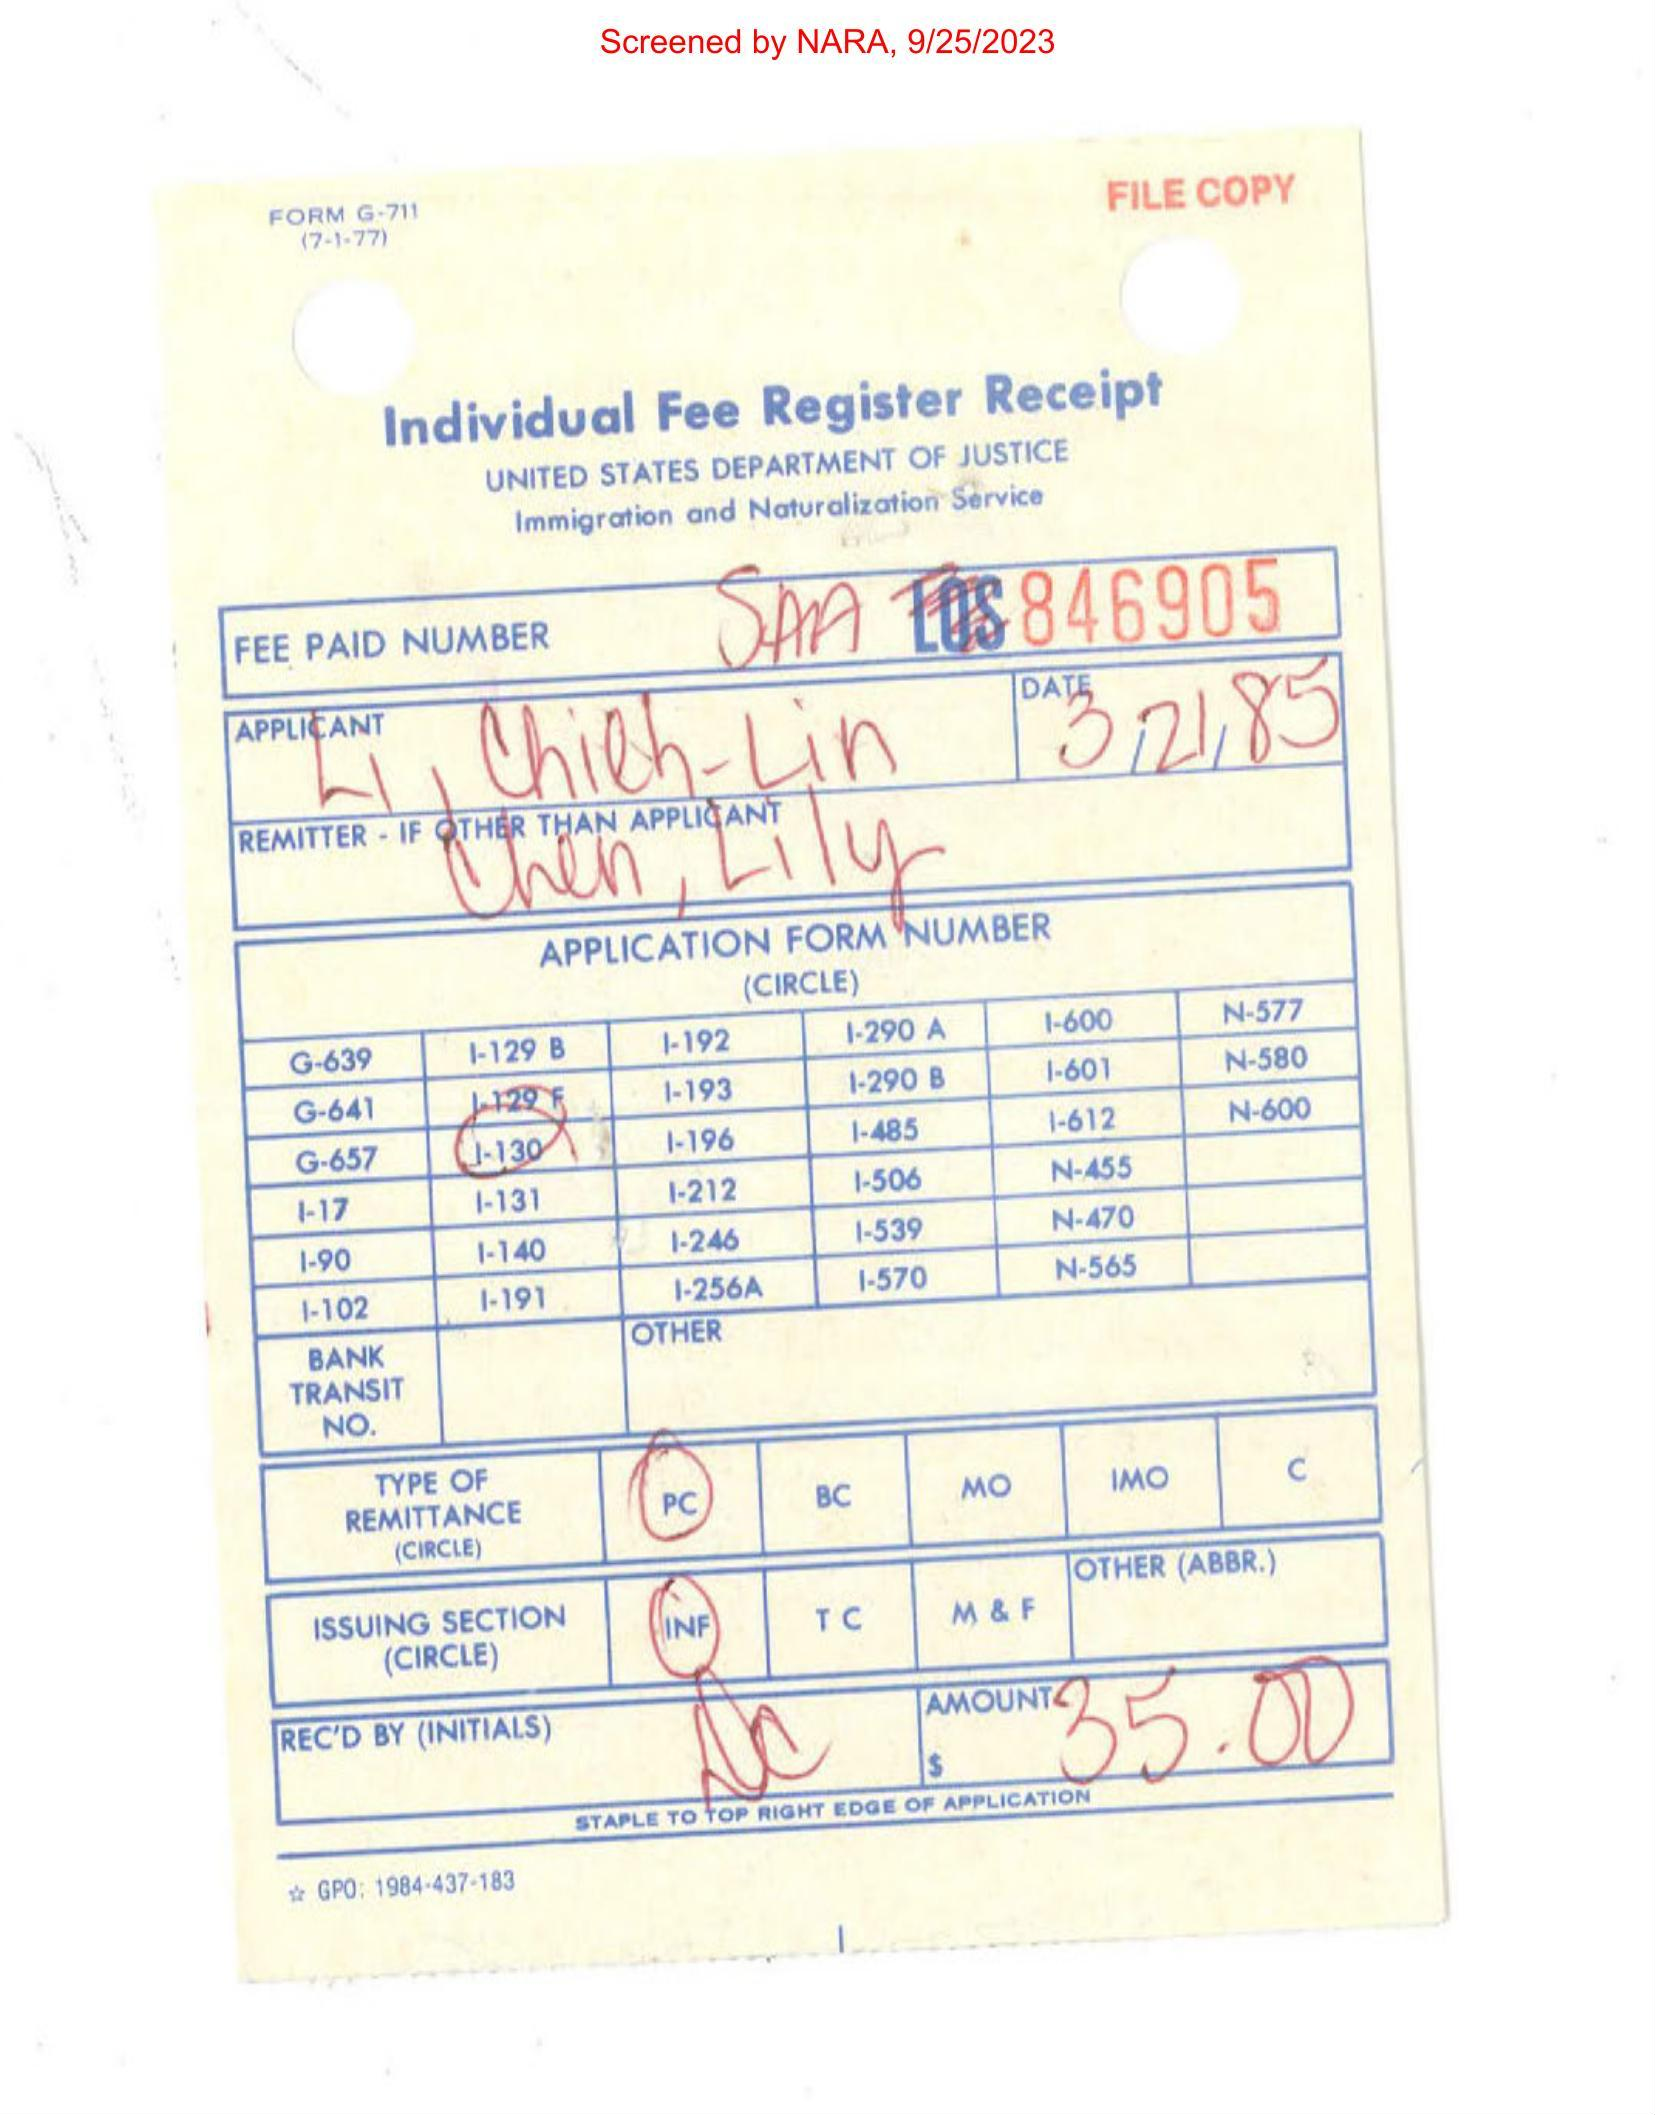 Screened by NARA, 9/25/2023
FORM G-711
(7-1-77)
FILE COPY
Individual Fee Register Receipt
UNITED STATES DEPARTMENT OF JUSTICE
Immigration and Naturalization Service
FEE PAID NUMBER SAA LOS 846905
APPLICANT
Li, Chieh-Lin
DATE
3/21/85
REMITTER - IF OTHER THAN APPLICANT
Chen, Lily
APPLICATION FORM NUMBER
(CIRCLE)
G-639 I-129 B I-192 I-290 A I-600 N-577
G-641 I-129 F I-193 I-290 B I-601 N-580
G-657 I-130 I-196 I-485 I-612 N-600
I-17 I-131 I-212 I-506 N-455
I-90 I-140 I-246 I-539 N-470
I-102 I-191 I-256A I-570 N-565
BANK
TRANSIT
NO.
OTHER
TYPE OF
REMITTANCE
(CIRCLE)
PC BC MO IMO C
ISSUING SECTION
(CIRCLE)
INF T C M & F
OTHER (ABBR.)
REC'D BY (INITIALS)
AMOUNT
$ 35.00
STAPLE TO TOP RIGHT EDGE OF APPLICATION
☆ GPO: 1984-437-183